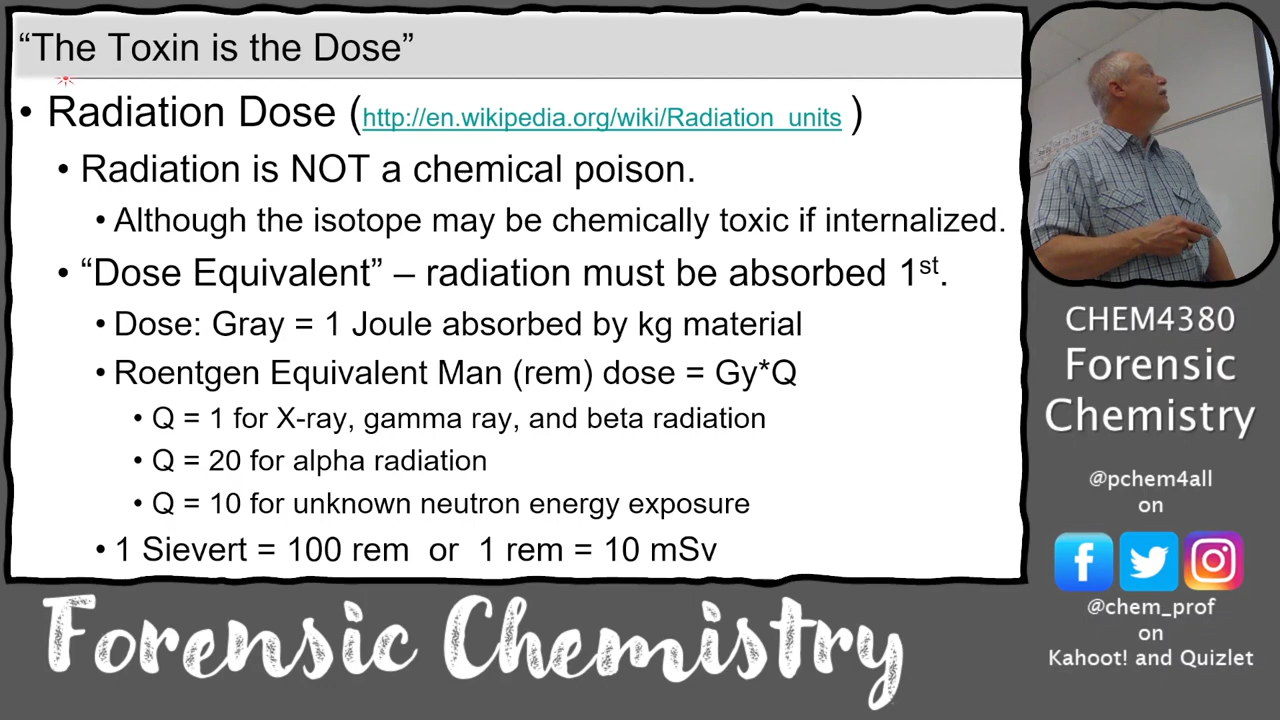 “The Toxin is the Dose”
• Radiation Dose (http://en.wikipedia.org/wiki/Radiation_units )
• Radiation is NOT a chemical poison.
• Although the isotope may be chemically toxic if internalized.
• “Dose Equivalent” – radiation must be absorbed 1st.
• Dose: Gray = 1 Joule absorbed by kg material
• Roentgen Equivalent Man (rem) dose = Gy*Q
• Q = 1 for X-ray, gamma ray, and beta radiation
• Q = 20 for alpha radiation
• Q = 10 for unknown neutron energy exposure
• 1 Sievert = 100 rem or 1 rem = 10 mSv
CHEM4380
Forensic
Chemistry
@pchem4all
on
@chem_prof
on
Kahoot! and Quizlet
Forensic Chemistry